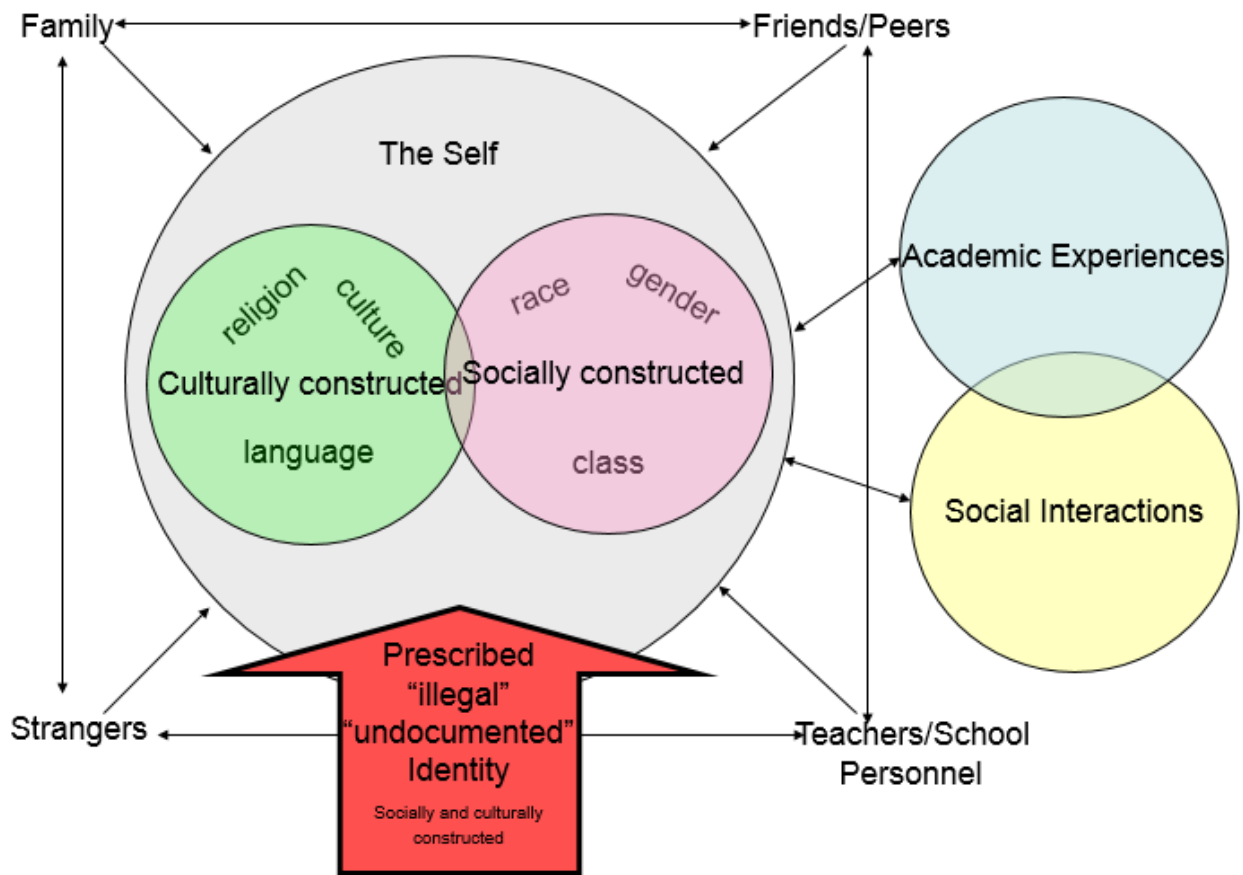 Family
Friends/Peers
The Self
Academic Experiences
religion
culture
race
gender
Culturally constructed
Socially constructed
language
class
Social Interactions
Prescribed
“illegal”
“undocumented”
Identity
Socially and culturally
constructed
Strangers
Teachers/School
Personnel